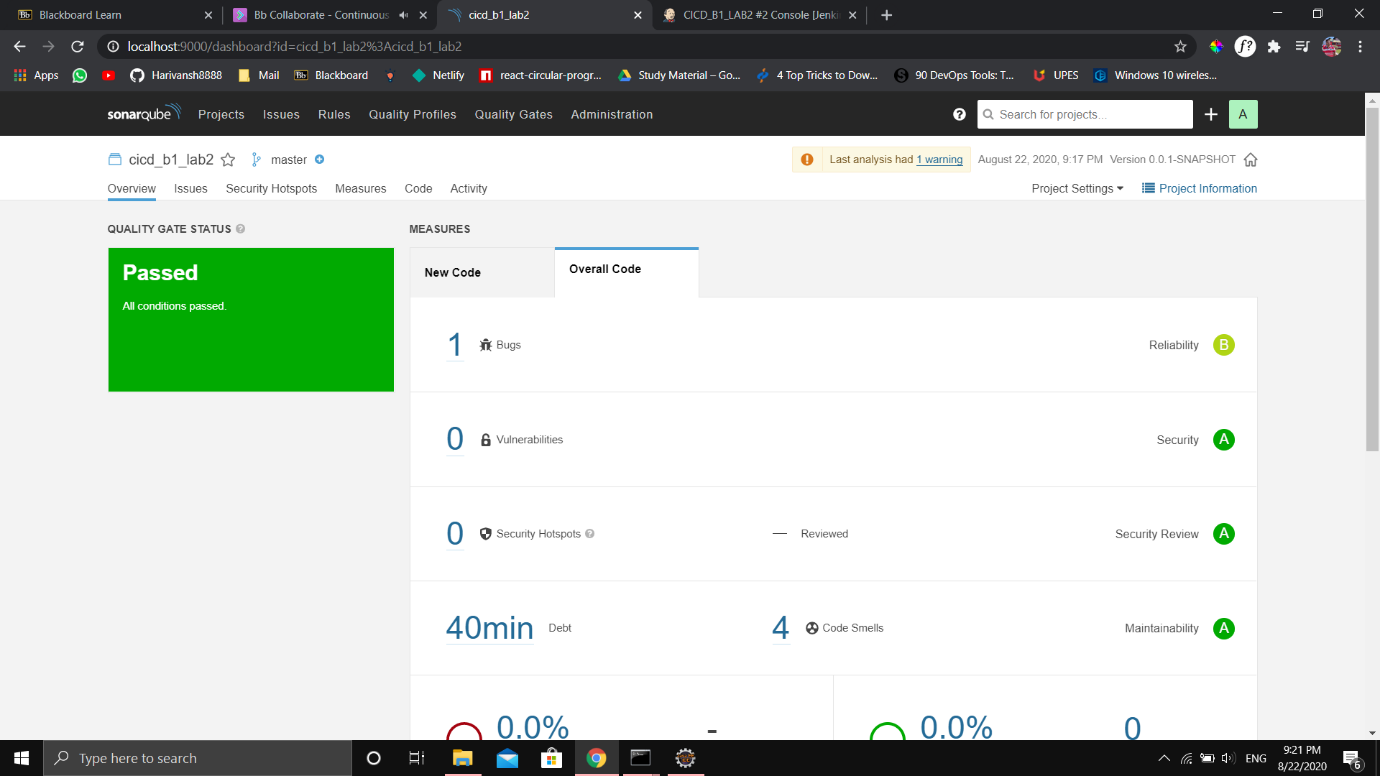 Blackboard Learn
Bb Collaborate - Continuous
cicd_b1_lab2
CICD_B1_LAB2 #2 Console [Jenki
localhost:9000/dashboard?id=cicd_b1_lab2%3Acicd_b1_lab2
Apps Harivansh8888 Mail Bb Blackboard Netlify react-circular-progr... Study Material – Go... 4 Top Tricks to Dow... 90 DevOps Tools: T... UPES Windows 10 wireles...
sonarqube Projects Issues Rules Quality Profiles Quality Gates Administration Search for projects... A
cicd_b1_lab2 master Last analysis had 1 warning August 22, 2020, 9:17 PM Version 0.0.1-SNAPSHOT
Overview Issues Security Hotspots Measures Code Activity Project Settings Project Information
QUALITY GATE STATUS
MEASURES
Passed
All conditions passed.
New Code
Overall Code
1 Bugs Reliability B
0 Vulnerabilities Security A
0 Security Hotspots — Reviewed Security Review A
40min Debt 4 Code Smells Maintainability A
0.0% - 0.0% 0
Type here to search
ENG
9:21 PM
8/22/2020
6